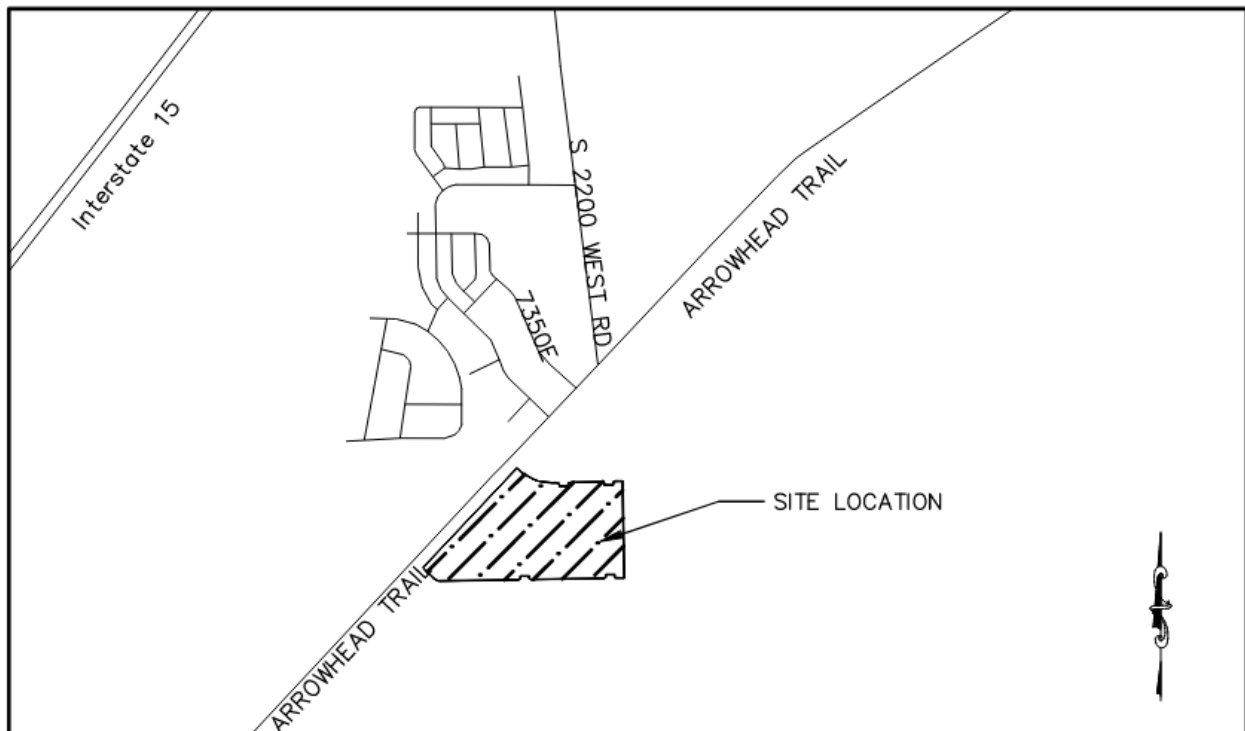 Interstate 15
S 2200 WEST RD
ARROWHEAD TRAIL
7350E
SITE LOCATION
ARROWHEAD TRAIL